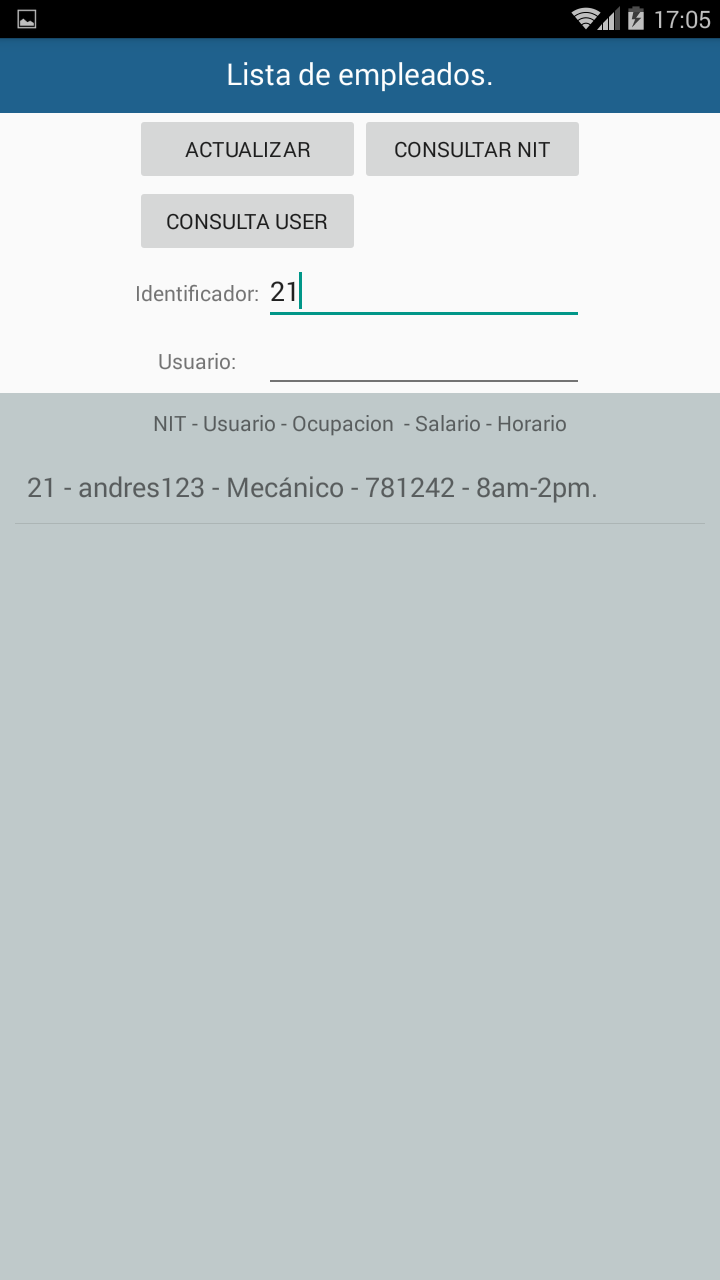 17:05
Lista de empleados.
ACTUALIZAR CONSULTAR NIT
CONSULTA USER
Identificador: 21
Usuario:
NIT - Usuario - Ocupacion  - Salario - Horario
21 - andres123 - Mecánico - 781242 - 8am-2pm.